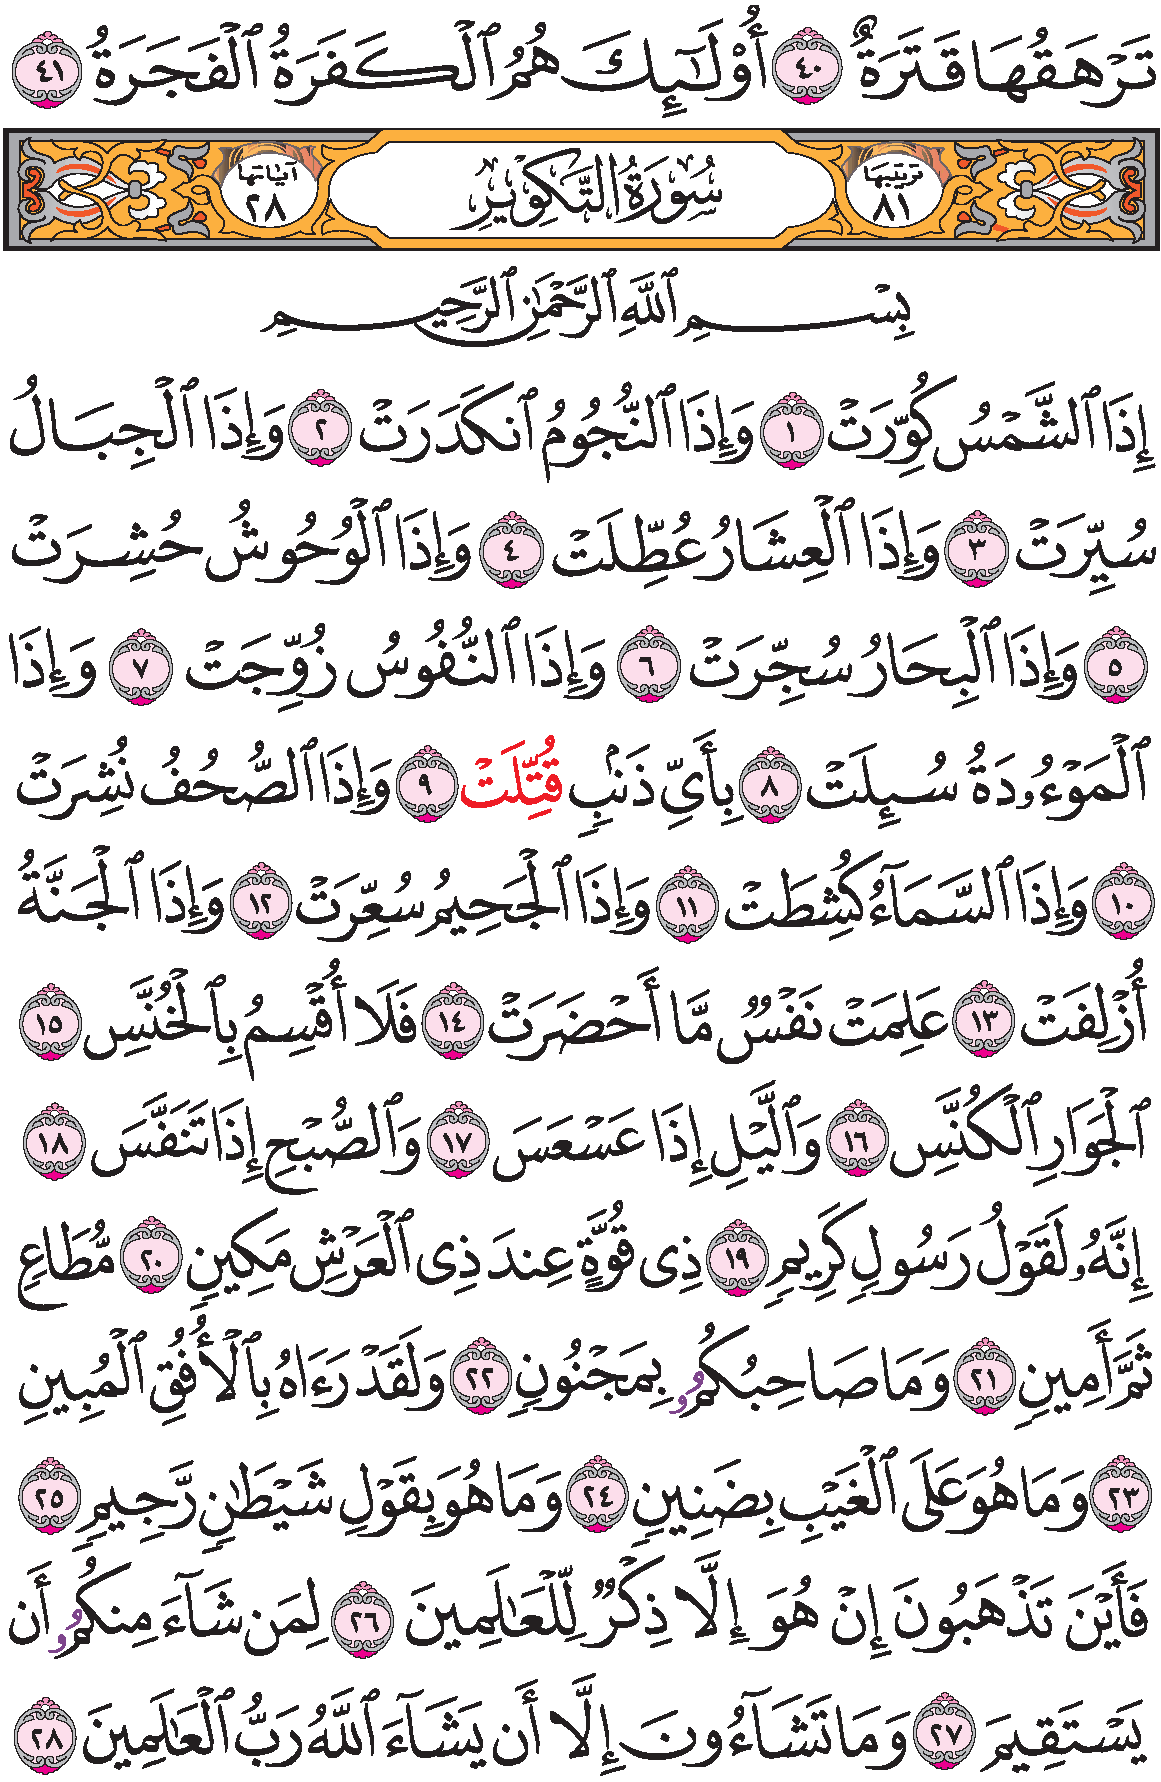 تَرْهَقُهَا قَتَرَةٌ ٤٠ أُوْلَٰٓئِكَ هُمُ ٱلْكَفَرَةُ ٱلْفَجَرَةُ ٤١
ترتيبها ٨١ سُورَةُ التَّكْوِيرِ آياتها ٢٨
بِسْمِ ٱللَّهِ ٱلرَّحْمَٰنِ ٱلرَّحِيمِ
إِذَا ٱلشَّمْسُ كُوِّرَتْ ١ وَإِذَا ٱلنُّجُومُ ٱنكَدَرَتْ ٢ وَإِذَا ٱلْجِبَالُ
سُيِّرَتْ ٣ وَإِذَا ٱلْعِشَارُ عُطِّلَتْ ٤ وَإِذَا ٱلْوُحُوشُ حُشِرَتْ
٥ وَإِذَا ٱلْبِحَارُ سُجِّرَتْ ٦ وَإِذَا ٱلنُّفُوسُ زُوِّجَتْ ٧ وَإِذَا
ٱلْمَوْءُۥدَةُ سُئِلَتْ ٨ بِأَيِّ ذَنۢبٍ قُتِّلَتْ ٩ وَإِذَا ٱلصُّحُفُ نُشِرَتْ
١٠ وَإِذَا ٱلسَّمَآءُ كُشِطَتْ ١١ وَإِذَا ٱلْجَحِيمُ سُعِّرَتْ ١٢ وَإِذَا ٱلْجَنَّةُ
أُزْلِفَتْ ١٣ عَلِمَتْ نَفْسٌ مَّا أَحْضَرَتْ ١٤ فَلَا أُقْسِمُ بِٱلْخُنَّسِ ١٥
ٱلْجَوَارِ ٱلْكُنَّسِ ١٦ وَٱلَّيْلِ إِذَا عَسْعَسَ ١٧ وَٱلصُّبْحِ إِذَا تَنَفَّسَ ١٨
إِنَّهُۥ لَقَوْلُ رَسُولٍ كَرِيمٍ ١٩ ذِى قُوَّةٍ عِندَ ذِى ٱلْعَرْشِ مَكِينٍ ٢٠ مُّطَاعٍ
ثَمَّ أَمِينٍ ٢١ وَمَا صَاحِبُكُمُۥ بِمَجْنُونٍ ٢٢ وَلَقَدْ رَءَاهُ بِٱلْأُفُقِ ٱلْمُبِينِ
٢٣ وَمَا هُوَ عَلَى ٱلْغَيْبِ بِضَنِينٍ ٢٤ وَمَا هُوَ بِقَوْلِ شَيْطَٰنٍ رَّجِيمٍ ٢٥
فَأَيْنَ تَذْهَبُونَ إِنْ هُوَ إِلَّا ذِكْرٌ لِّلْعَٰلَمِينَ ٢٦ لِمَن شَآءَ مِنكُمُۥ أَن
يَسْتَقِيمَ ٢٧ وَمَا تَشَآءُونَ إِلَّا أَن يَشَآءَ ٱللَّهُ رَبُّ ٱلْعَٰلَمِينَ ٢٨